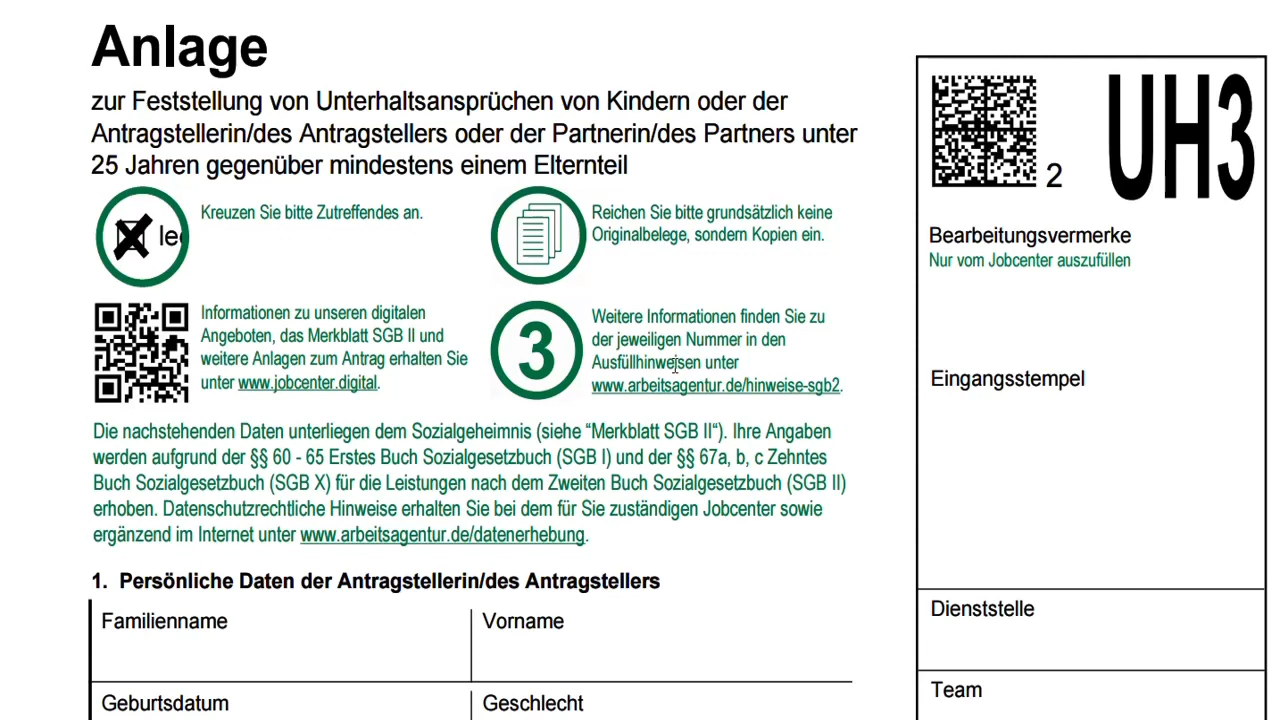 Anlage
zur Feststellung von Unterhaltsansprüchen von Kindern oder der
Antragstellerin/des Antragstellers oder der Partnerin/des Partners unter
25 Jahren gegenüber mindestens einem Elternteil
Kreuzen Sie bitte Zutreffendes an.
Reichen Sie bitte grundsätzlich keine
Originalbelege, sondern Kopien ein.
Informationen zu unseren digitalen
Angeboten, das Merkblatt SGB II und
weitere Anlagen zum Antrag erhalten Sie
unter www.jobcenter.digital.
3
Weitere Informationen finden Sie zu
der jeweiligen Nummer in den
Ausfüllhinweisen unter
www.arbeitsagentur.de/hinweise-sgb2.
Die nachstehenden Daten unterliegen dem Sozialgeheimnis (siehe “Merkblatt SGB II“). Ihre Angaben
werden aufgrund der §§ 60 - 65 Erstes Buch Sozialgesetzbuch (SGB I) und der §§ 67a, b, c Zehntes
Buch Sozialgesetzbuch (SGB X) für die Leistungen nach dem Zweiten Buch Sozialgesetzbuch (SGB II)
erhoben. Datenschutzrechtliche Hinweise erhalten Sie bei dem für Sie zuständigen Jobcenter sowie
ergänzend im Internet unter www.arbeitsagentur.de/datenerhebung.
1. Persönliche Daten der Antragstellerin/des Antragstellers
Familienname
Vorname
Geburtsdatum
Geschlecht
2
UH3
Bearbeitungsvermerke
Nur vom Jobcenter auszufüllen
Eingangsstempel
Dienststelle
Team